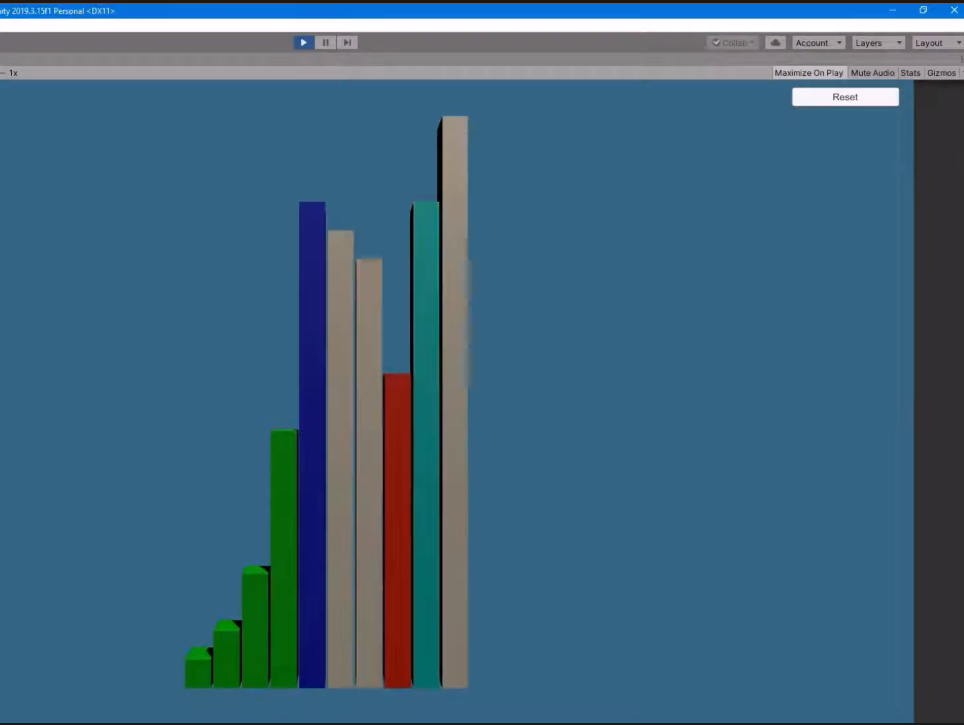 ity 2019.3.15f1 Personal <DX11>
Collab Account Layers Layout
1x Maximize On Play Mute Audio Stats Gizmos
Reset